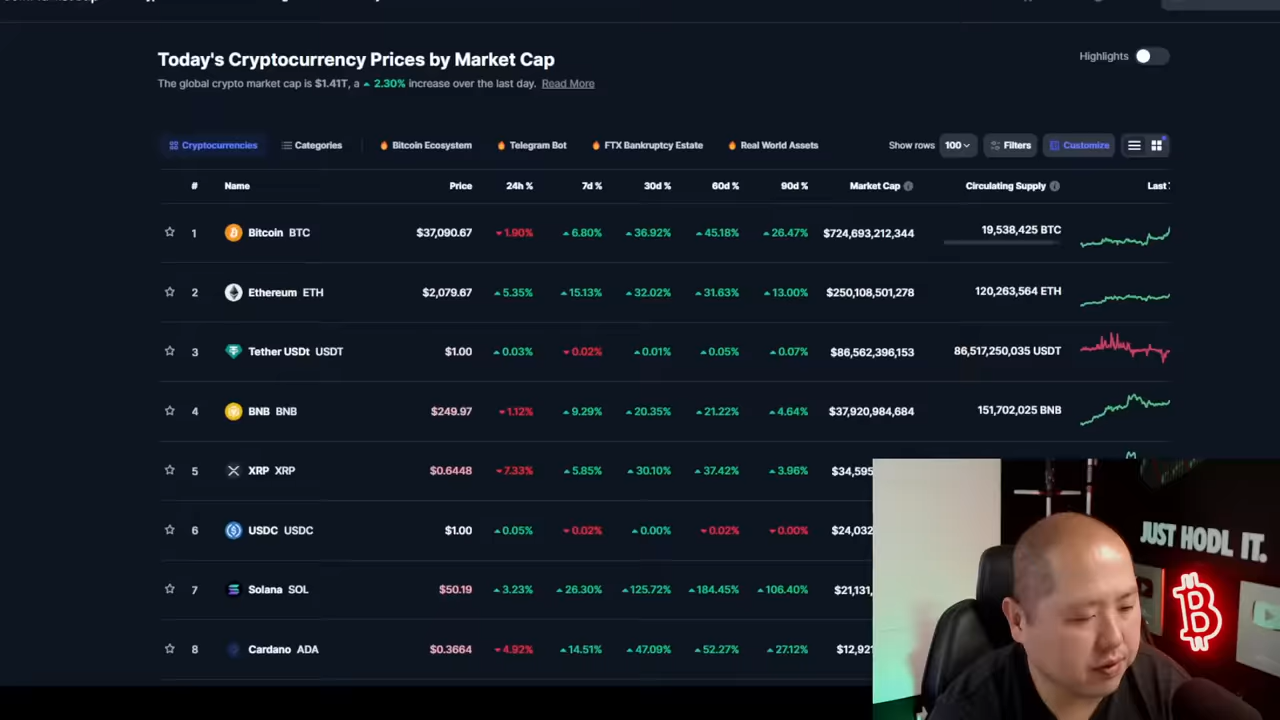 Today's Cryptocurrency Prices by Market Cap
Highlights
The global crypto market cap is $1.41T, a 2.30% increase over the last day. Read More
Cryptocurrencies Categories Bitcoin Ecosystem Telegram Bot FTX Bankruptcy Estate Real World Assets Show rows 100 Filters Customize
# Name Price 24h % 7d % 30d % 60d % 90d % Market Cap Circulating Supply Last
1 Bitcoin BTC $37,090.67 1.90% 6.80% 36.92% 45.18% 26.47% $724,693,212,344 19,538,425 BTC
2 Ethereum ETH $2,079.67 5.35% 15.13% 32.02% 31.63% 13.00% $250,108,501,278 120,263,564 ETH
3 Tether USDt USDT $1.00 0.03% 0.02% 0.01% 0.05% 0.07% $86,562,396,153 86,517,250,035 USDT
4 BNB BNB $249.97 1.12% 9.29% 20.35% 21.22% 4.64% $37,920,984,684 151,702,025 BNB
5 XRP XRP $0.6448 7.33% 5.85% 30.10% 37.42% 3.96% $34,595
6 USDC USDC $1.00 0.05% 0.02% 0.00% 0.02% 0.00% $24,032
7 Solana SOL $50.19 3.23% 26.30% 125.72% 184.45% 106.40% $21,131,
8 Cardano ADA $0.3664 4.92% 14.51% 47.09% 52.27% 27.12% $12,92
JUST HODL IT.